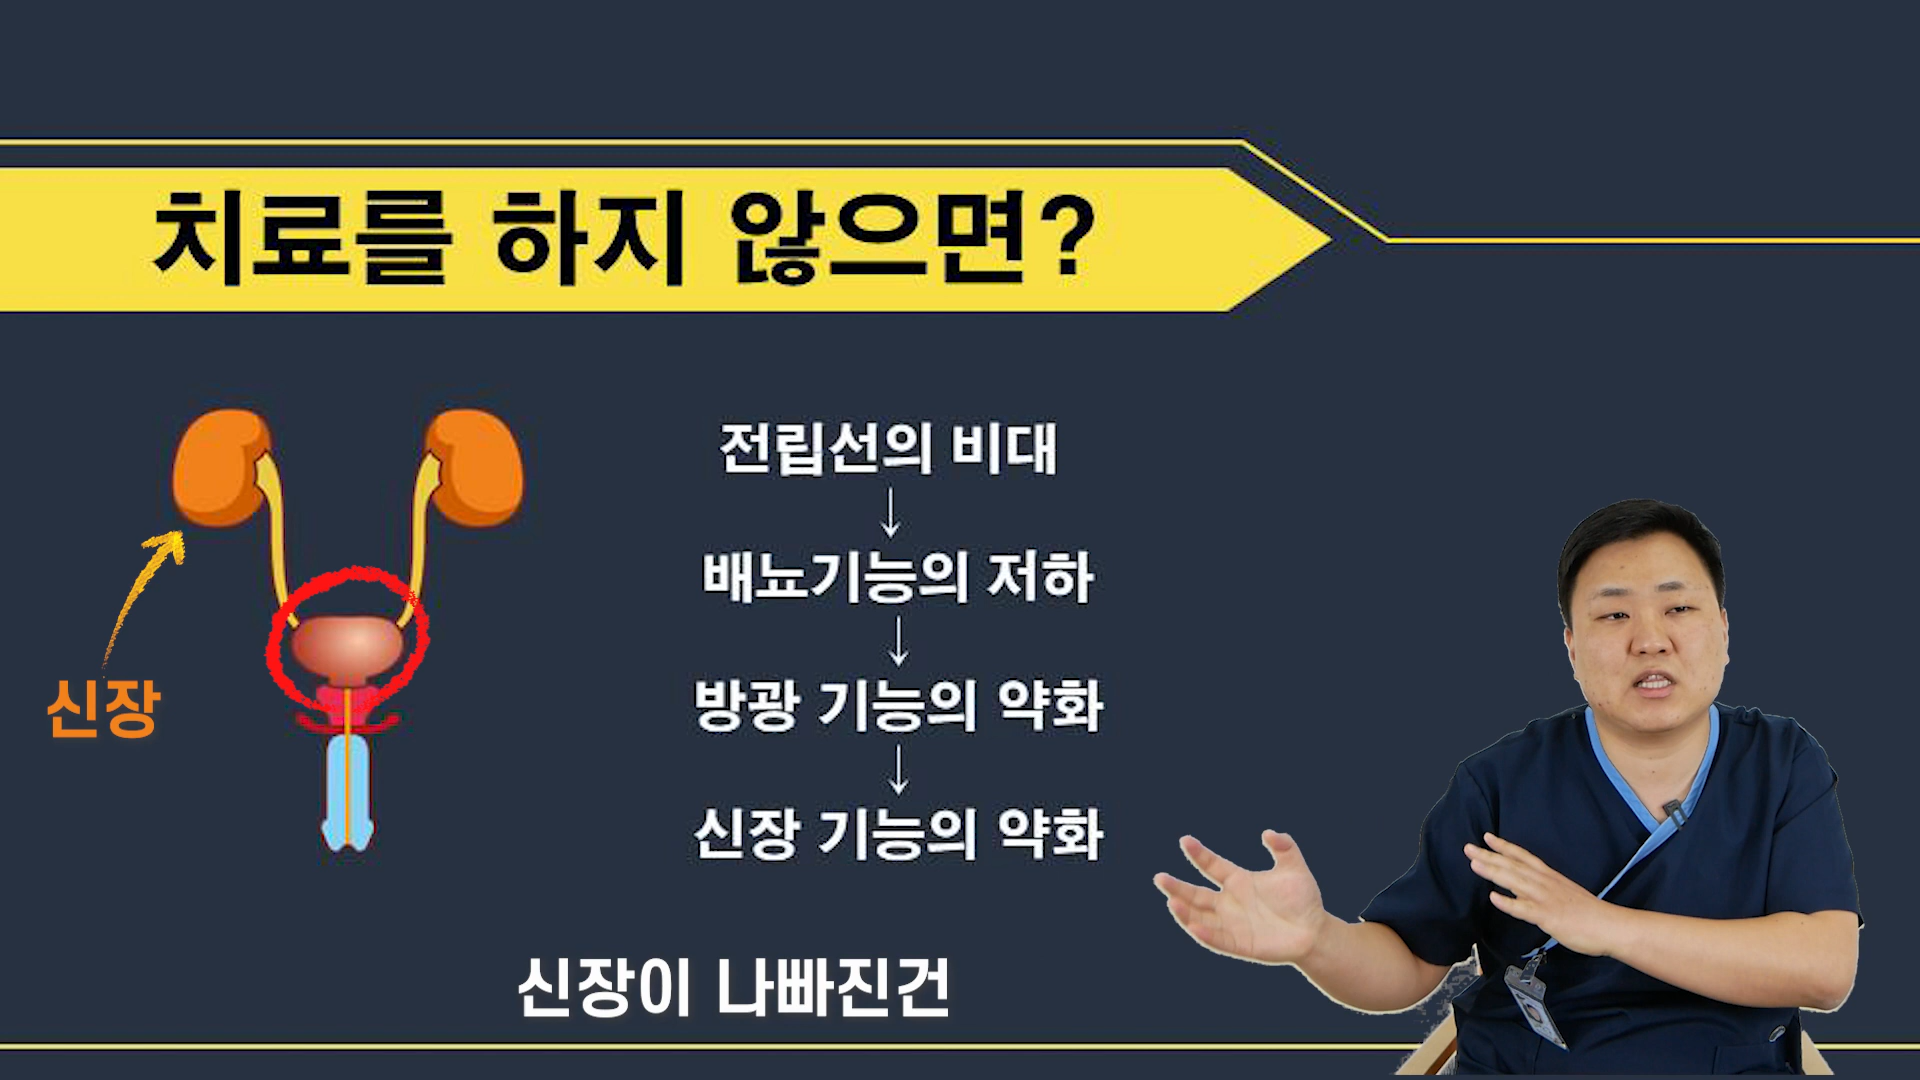 치료를 하지 않으면?
전립선의 비대
↓
배뇨기능의 저하
↓
방광 기능의 약화
↓
신장 기능의 약화
신장
신장이 나빠진건